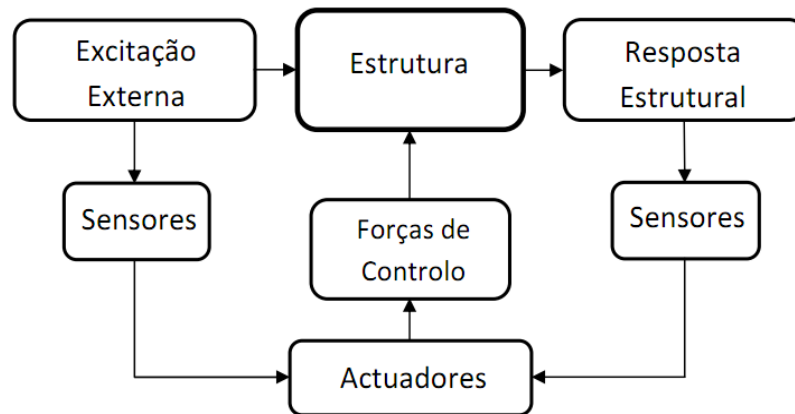 Excitação
Externa
Estrutura
Resposta
Estrutural
Sensores
Forças de
Controlo
Sensores
Actuadores